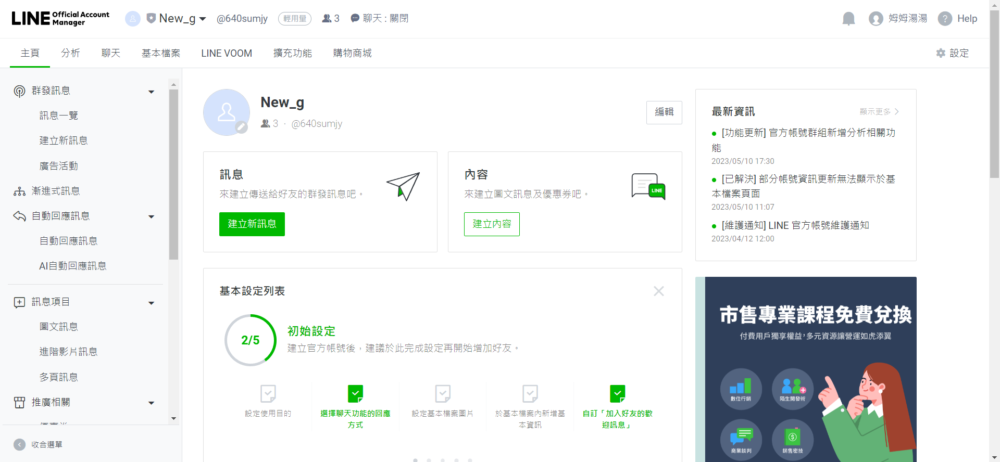 LINE Official Account Manager
New_g
@640sumjy
輕用量
3
聊天 : 關閉
姆姆湯湯
Help
主頁
分析
聊天
基本檔案
LINE VOOM
擴充功能
購物商城
設定
群發訊息
訊息一覽
建立新訊息
廣告活動
漸進式訊息
自動回應訊息
自動回應訊息
AI自動回應訊息
訊息項目
圖文訊息
進階影片訊息
多頁訊息
推廣相關
收合選單
New_g
3 · @640sumjy
編輯
訊息
來建立傳送給好友的群發訊息吧。
建立新訊息
內容
來建立圖文訊息及優惠券吧。
LINE
建立內容
基本設定列表
2/5
初始設定
建立官方帳號後，建議於此完成設定再開始增加好友。
設定使用目的
選擇聊天功能的回應
方式
設定基本檔案圖片
於基本檔案內新增基
本資訊
自訂「加入好友的歡
迎訊息」
最新資訊
顯示更多
[功能更新] 官方帳號群組新增分析相關功
能
2023/05/10 17:30
[已解決] 部分帳號資訊更新無法顯示於基
本檔案頁面
2023/05/10 11:07
[維護通知] LINE 官方帳號維護通知
2023/04/12 12:00
市售專業課程免費兌換
付費用戶獨享權益，多元資源讓營運如虎添翼
數位行銷
陌生開發術
商業談判
銷售密技